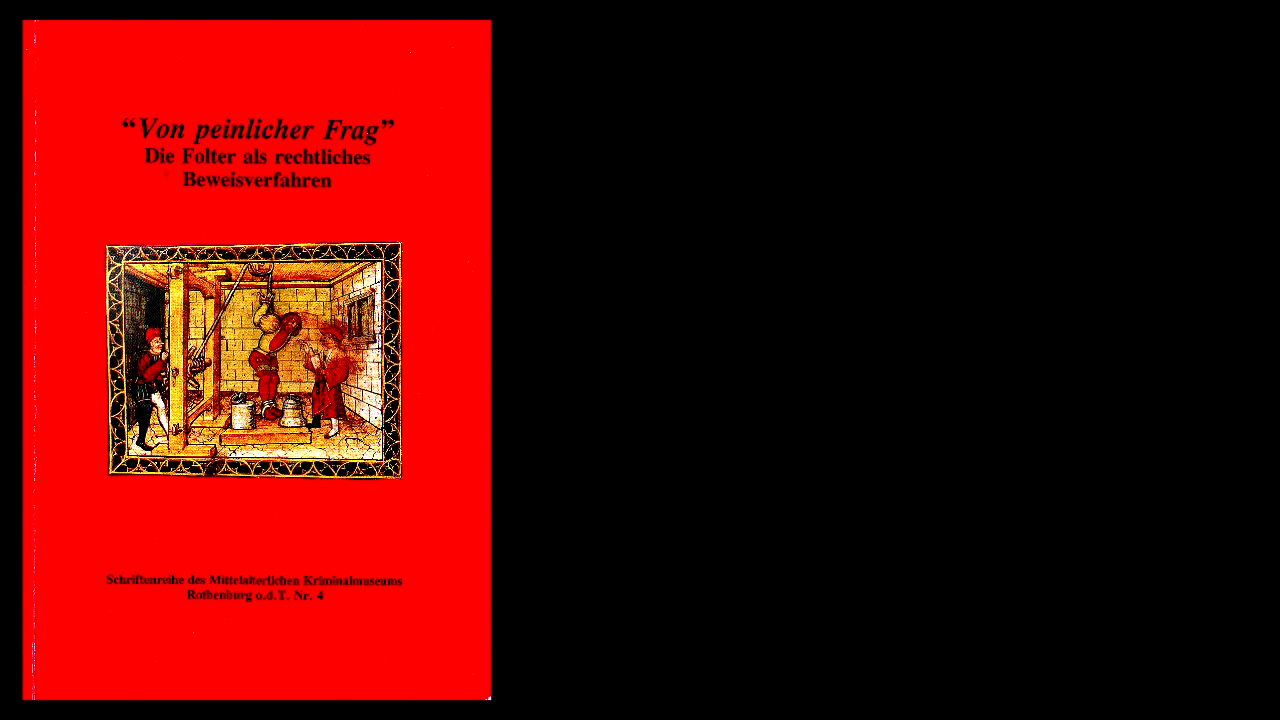 “Von peinlicher Frag”
Die Folter als rechtliches
Beweisverfahren
Schriftenreihe des Mittelalterlichen Kriminalmuseums
Rothenburg o.d.T. Nr. 4